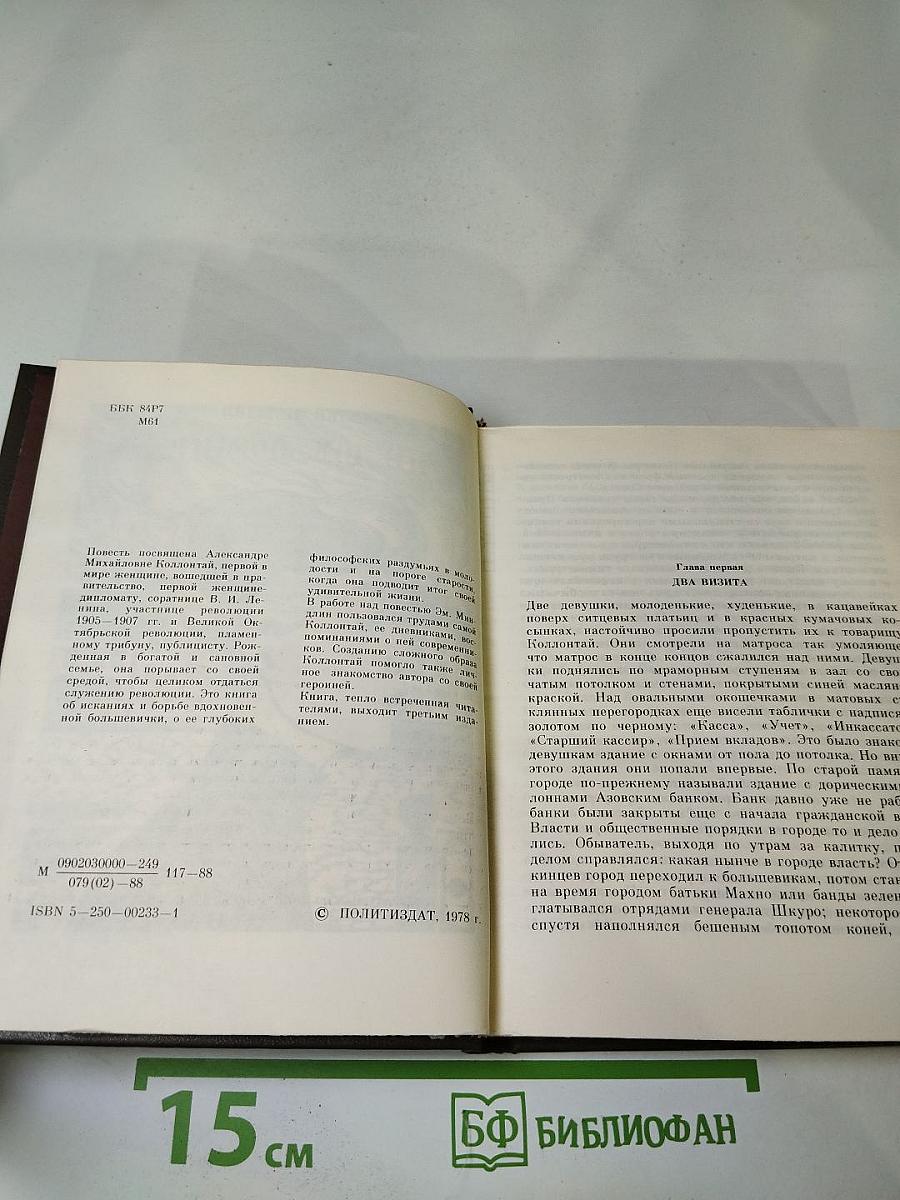 ББК 84Р7
М61
Повесть посвящена Александре
Михайловне Коллонтай, первой в
мире женщине, вошедшей в пра-
вительство, первой женщине-
дипломату, соратнице В. И. Ле-
нина, участнице революции
1905—1907 гг. и Великой Ок-
тябрьской революции, пламен-
ному трибуну, публицисту. Рож-
денная в богатой и сановной
семье, она порывает со своей
средой, чтобы целиком отдаться
служению революции. Это книга
об исканиях и борьбе вдохновен-
ной большевички, о ее глубоких
философских раздумьях в моло-
дости и на пороге старости,
когда она подводит итог своей
удивительной жизни.
В работе над повестью Эм. Мин-
длин пользовался трудами самой
Коллонтай, ее дневниками, вос-
поминаниями о ней современни-
ков. Созданию сложного образа
Коллонтай помогло также лич-
ное знакомство автора со своей
героиней.
Книга, тепло встреченная чита-
телями, выходит третьим изда-
нием.
М 0902030000—249
079(02)—88 117—88
ISBN 5—250—00233—1
© ПОЛИТИЗДАТ, 1978 г.
Глава первая
ДВА ВИЗИТА
Две девушки, молоденькие, худенькие, в кацавейках
поверх ситцевых платьиц и в красных кумачовых ко-
сынках, настойчиво просили пропустить их к товарищу
Коллонтай. Они смотрели на матроса так умоляюще
что матрос в конце концов сжалился над ними. Девуш
ки поднялись по мраморным ступеням в зал со свод
чатым потолком и стенами, покрытыми синей маслян
краской. Над овальными окошечками в матовых с
клянных перегородках еще висели таблички с надпися
золотом по черному: «Касса», «Учет», «Инкассато
«Старший кассир», «Прием вкладов». Это было знако
девушкам здание с окнами от пола до потолка. Но вн
этого здания они попали впервые. По старой памя
городе по-прежнему называли здание с дорическими
лоннами Азовским банком. Банк давно уже не раб
банки были закрыты еще с начала гражданской в
Власти и общественные порядки в городе то и дело
лись. Обыватель, выходя по утрам за калитку, п
делом справлялся: какая нынче в городе власть? От
кинцев город переходил к большевикам, потом стан
на время городом батьки Махно или банды зелен
глатывался отрядами генерала Шкуро; некоторо
спустя наполнялся бешеным топотом коней,
15 см
БФ БИБЛИОФАН